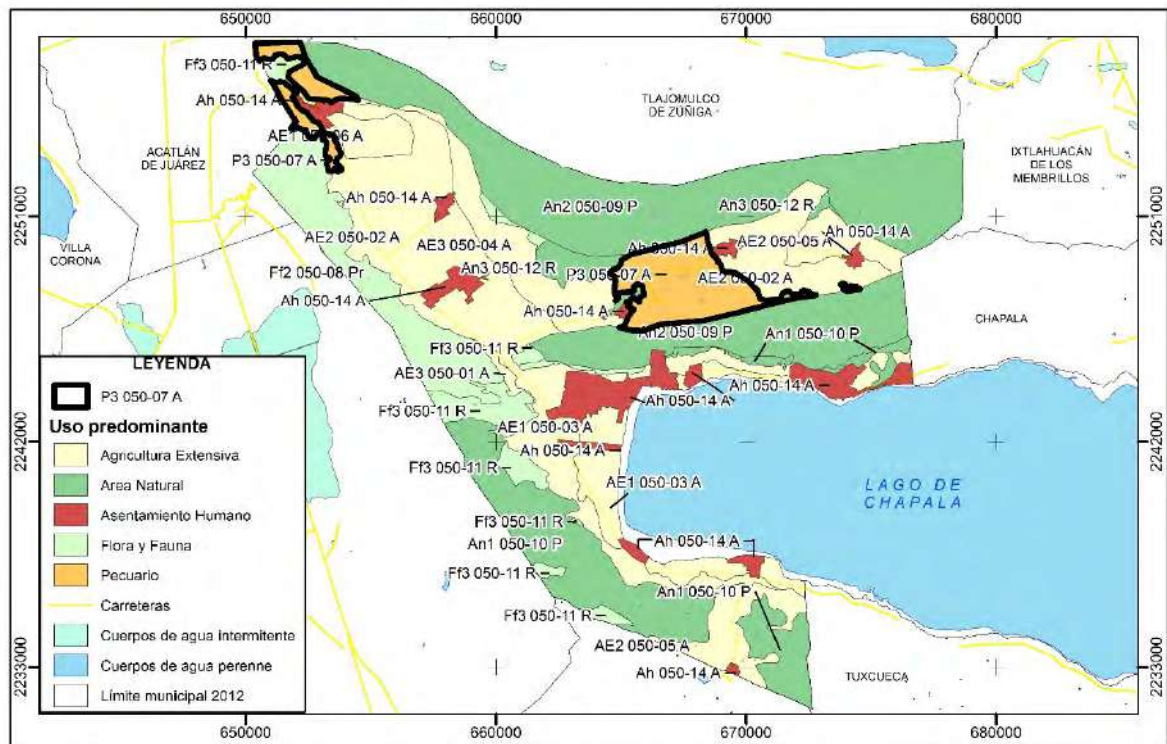 650000 660000 670000 680000
Ff3 050-11 R
TLAJOMULCO
DE ZÚÑIGA
Ah 050-14 A
AE1 050-06 A
ACATLÁN
DE JUÁREZ
P3 050-07 A
IXTLAHUACÁN
DE LOS
MEMBRILLOS
Ah 050-14 A
An2 050-09 P
An3 050-12 R
2251000
2251000
Ah 050-14 A
VILLA
CORONA
AE2 050-02 A
AE3 050-04 A
Ah 050-14 A
AE2 050-05 A
An3 050-12 R
Ff2 050-08 Pr
P3 050-07 A
AE2 050-02 A
Ah 050-14 A
Ah 050-14 A
CHAPALA
An2 050-09 P
An1 050-10 P
Ff3 050-11 R
AE3 050-01 A
Ah 050-14 A
Ff3 050-11 R
Ah 050-14 A
AE1 050-03 A
2242000
2242000
Ah 050-14 A
Ff3 050-11 R
AE1 050-03 A
LAGO DE
CHAPALA
Ff3 050-11 R
An1 050-10 P
Ah 050-14 A
Ff3 050-11 R
An1 050-10 P
Ff3 050-11 R
AE2 050-05 A
Ah 050-14 A
TUXCUECA
2233000
2233000
LEYENDA
P3 050-07 A
Uso predominante
Agricultura Extensiva
Area Natural
Asentamiento Humano
Flora y Fauna
Pecuario
Carreteras
Cuerpos de agua intermitente
Cuerpos de agua perenne
Límite municipal 2012
650000 660000 670000 680000